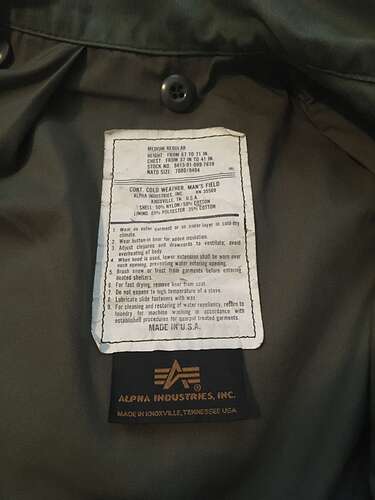 MEDIUM REGULAR
HEIGHT: FROM 67 TO 71 IN
CHEST: FROM 37 IN TO 41 IN
STOCK NO. 8415-01-099-7839
NATO SIZE: 7080/9404
COAT, COLD WEATHER, MAN'S FIELD
ALPHA INDUSTRIES, INC. RN 35589
KNOXVILLE TN. U.S.A.
SHELL: 50% NYLON/50% COTTON
LINING: 65% POLYESTER 35% COTTON
1. Wear as outer garment or as under layer in cold-dry
climate.
2. Wear button-in liner for added insulation.
3. Adjust closures and drawcords to ventilate; avoid
overheating of body.
4. When hood is used, lower extension shall be worn over
neck opening, preventing water entering opening.
5. Brush snow or frost from garments before entering
heated shelters.
6. For fast drying, remove liner from coat.
7. Do not expose to high temperature of a stove.
8. Lubricate slide fasteners with wax.
9. For cleaning and restoring of water repellancy, return to
laundry for machine washing in accordance with
established procedures for quarpel treated garments.
MADE IN U.S.A.
ALPHA INDUSTRIES, INC.
MADE IN KNOXVILLE, TENNESSEE USA